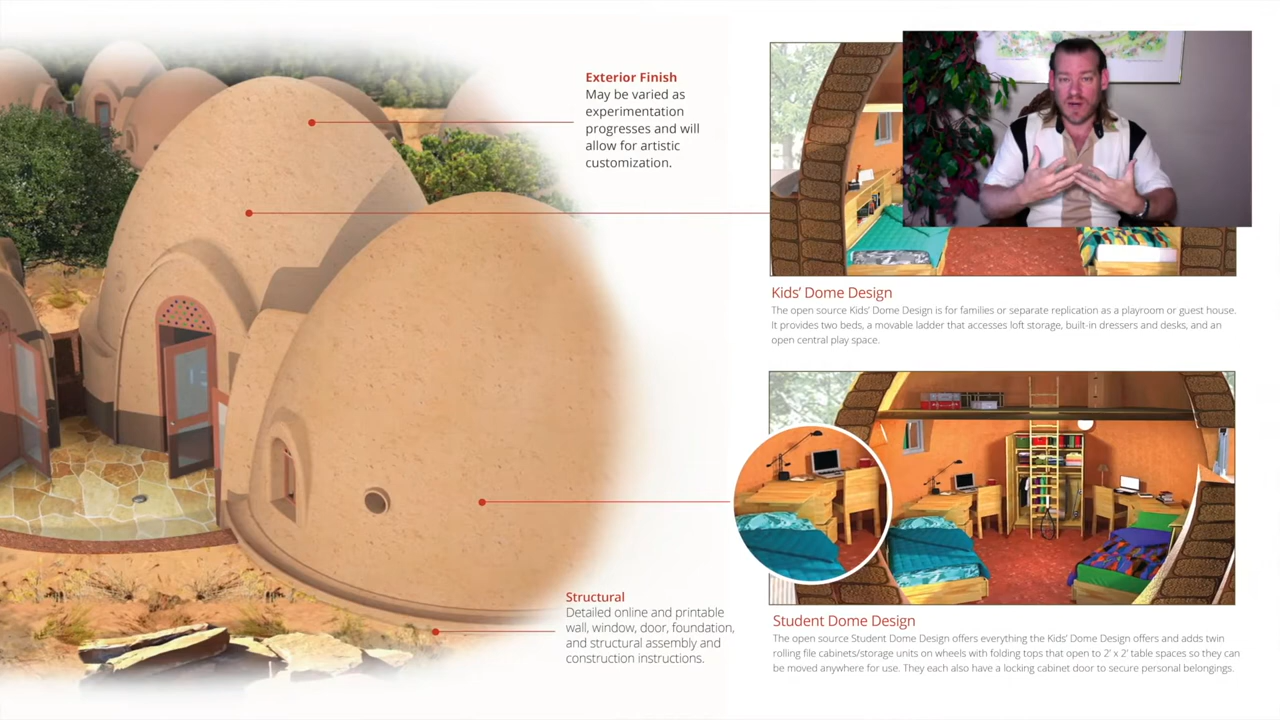 Exterior Finish
May be varied as
experimentation
progresses and will
allow for artistic
customization.
Kids' Dome Design
The open source Kids' Dome Design is for families or separate replication as a playroom or guest house.
It provides two beds, a movable ladder that accesses loft storage, built-in dressers and desks, and an
open central play space.
Structural
Detailed online and printable
wall, window, door, foundation,
and structural assembly and
construction instructions.
Student Dome Design
The open source Student Dome Design offers everything the Kids' Dome Design offers and adds twin
rolling file cabinets/storage units on wheels with folding tops that open to 2' x 2' table spaces so they can
be moved anywhere for use. They each also have a locking cabinet door to secure personal belongings.